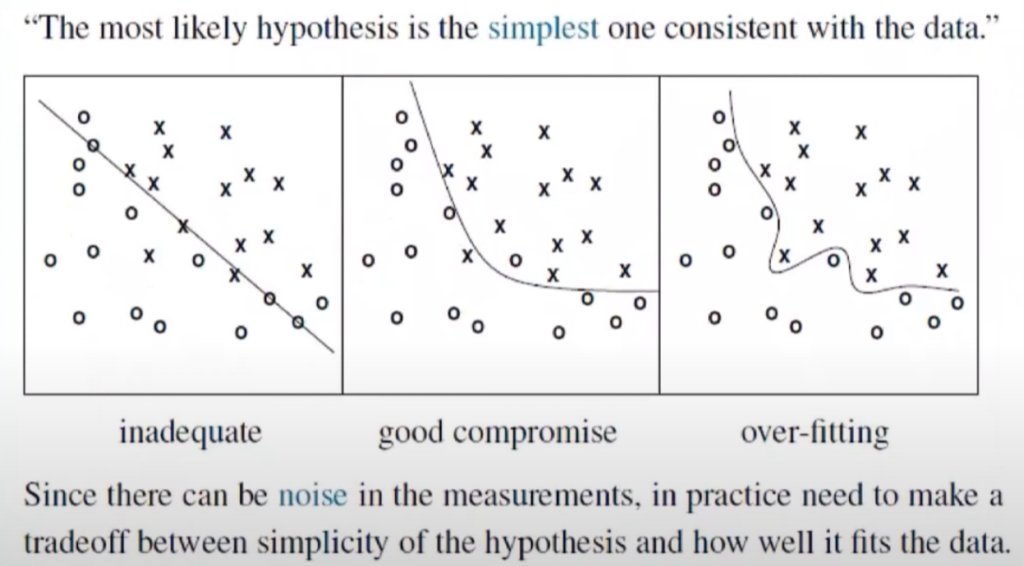 “The most likely hypothesis is the simplest one consistent with the data.”
inadequate
good compromise
over-fitting
Since there can be noise in the measurements, in practice need to make a
tradeoff between simplicity of the hypothesis and how well it fits the data.